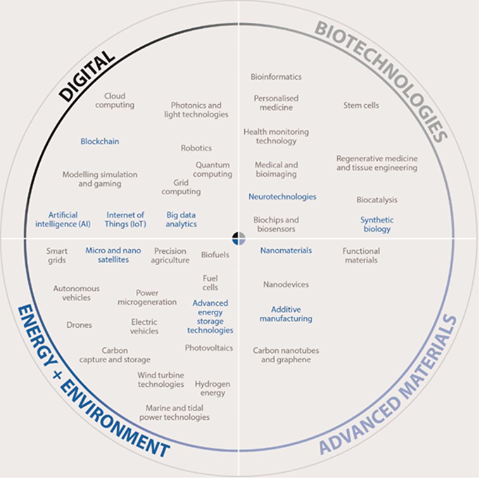 DIGITAL
Cloud
computing
Photonics and
light technologies
Blockchain
Robotics
Quantum
computing
Modelling simulation
and gaming
Grid
computing
Artificial
intelligence (AI)
Internet of
Things (IoT)
Big data
analytics
BIOTECHNOLOGIES
Bioinformatics
Personalised
medicine
Stem cells
Health monitoring
technology
Medical and
bioimaging
Regenerative medicine
and tissue engineering
Neurotechnologies
Biocatalysis
Biochips and
biosensors
Synthetic
biology
ENERGY + ENVIRONMENT
Smart
grids
Micro and nano
satellites
Precision
agriculture
Biofuels
Autonomous
vehicles
Power
microgeneration
Fuel
cells
Advanced
energy
storage
technologies
Drones
Electric
vehicles
Carbon
capture and storage
Photovoltaics
Wind turbine
technologies
Hydrogen
energy
Marine and tidal
power technologies
ADVANCED MATERIALS
Nanomaterials
Functional
materials
Nanodevices
Additive
manufacturing
Carbon nanotubes
and graphene